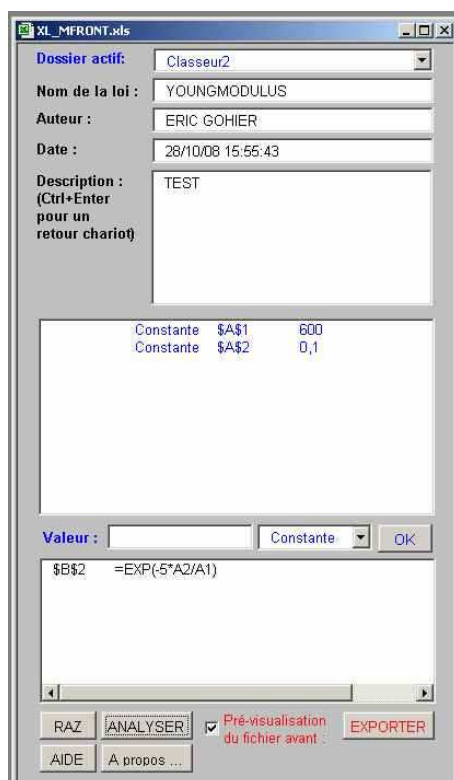 XL_MFRONT.xls
Dossier actif: Classeur2
Nom de la loi : YOUNGMODULUS
Auteur : ERIC GOHIER
Date : 28/10/08 15:55:43
Description : TEST
(Ctrl+Enter
pour un
retour chariot)
Constante $A$1 600
Constante $A$2 0,1
Valeur : Constante OK
$B$2 =EXP(-5*A2/A1)
RAZ ANALYSER Pré-visualisation
du fichier avant : EXPORTER
AIDE A propos ...